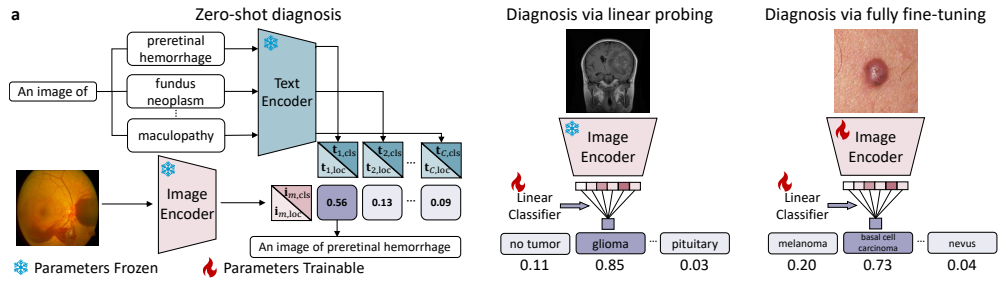 a
Zero-shot diagnosis
An image of
preretinal
hemorrhage
fundus
neoplasm
⋮
maculopathy
Text
Encoder
t1,cls t2,cls ... tC,cls
t1,loc t2,loc tC,loc
Image
Encoder
im,cls
im,loc
0.56 0.13 ... 0.09
An image of preretinal hemorrhage
Parameters Frozen Parameters Trainable
Diagnosis via linear probing
Image
Encoder
Linear
Classifier
no tumor glioma ... pituitary
0.11 0.85 0.03
Diagnosis via fully fine-tuning
Image
Encoder
Linear
Classifier
melanoma basal cell
carcinoma ... nevus
0.20 0.73 0.04